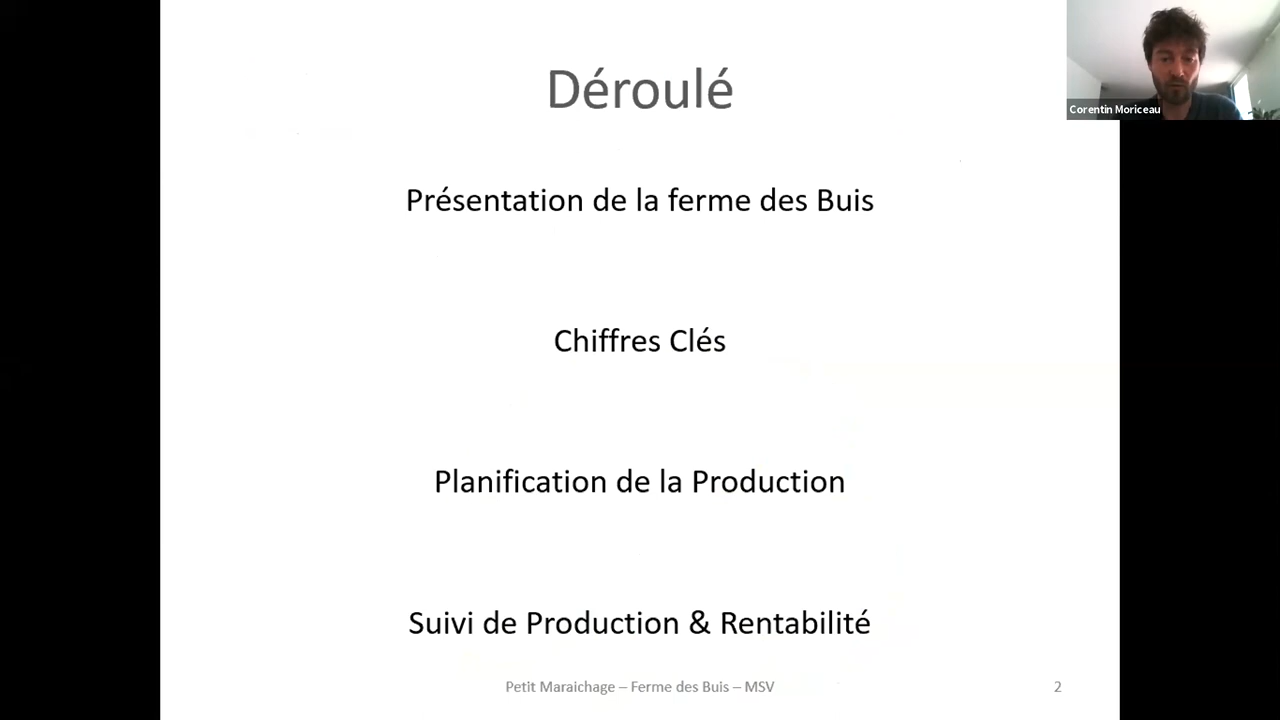 Déroulé
Corentin Moriceau
Présentation de la ferme des Buis
Chiffres Clés
Planification de la Production
Suivi de Production & Rentabilité
Petit Maraichage – Ferme des Buis – MSV
2